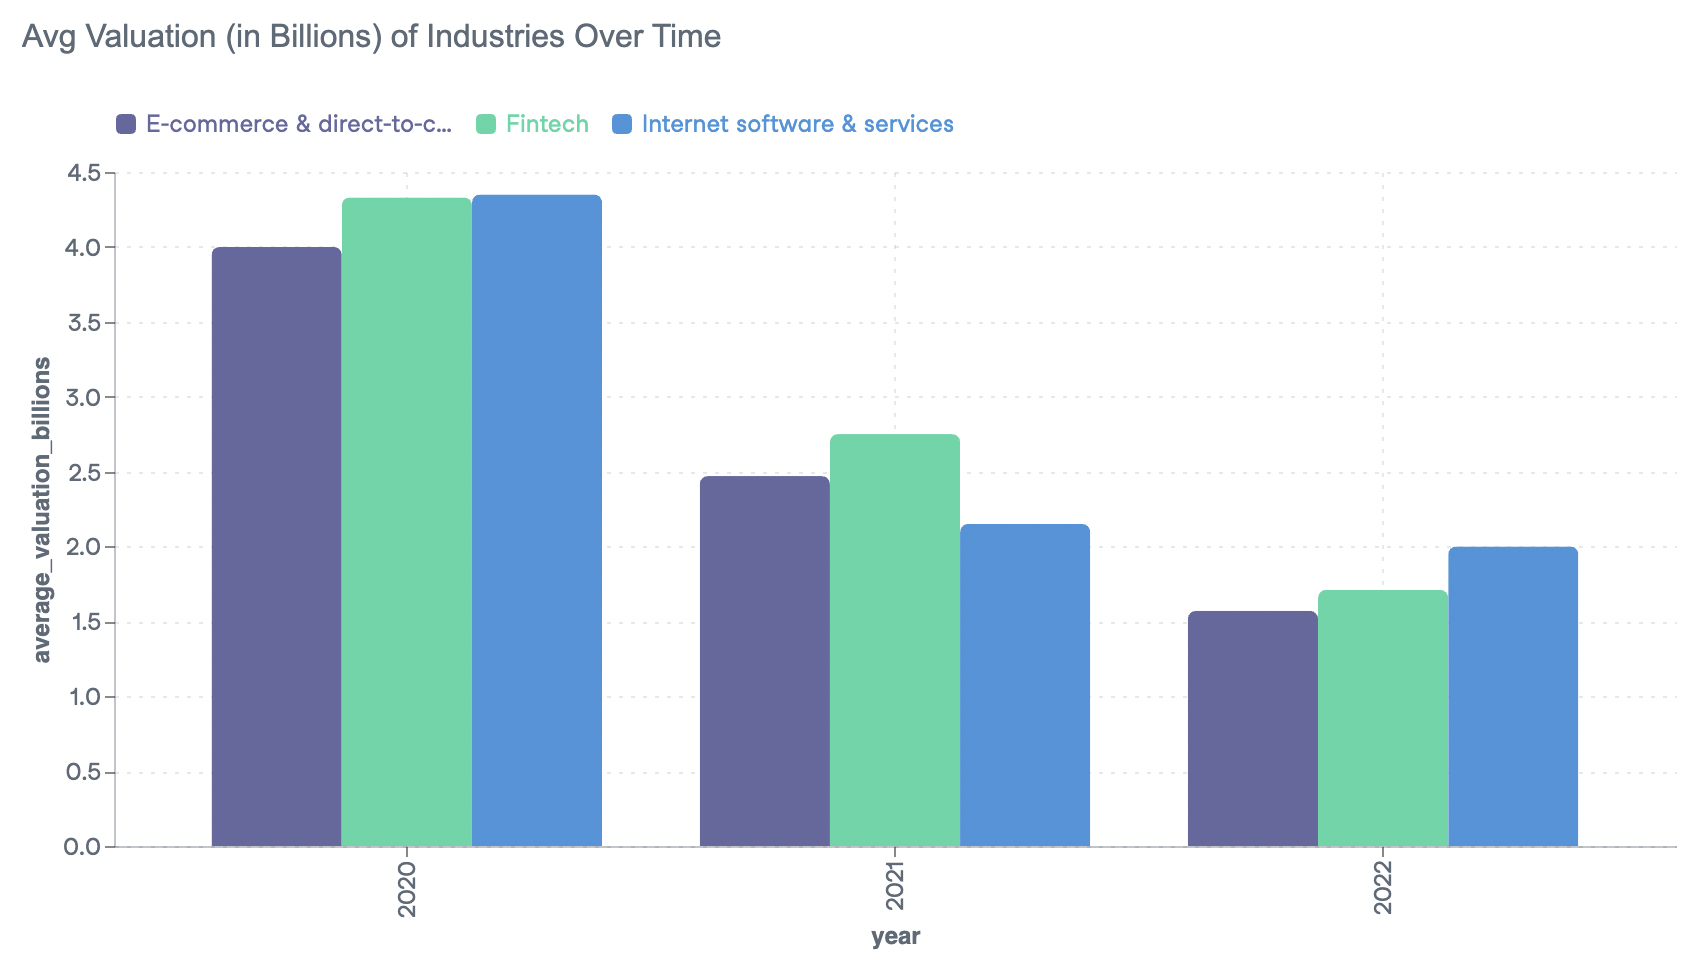 Avg Valuation (in Billions) of Industries Over Time
E-commerce & direct-to-c... Fintech Internet software & services
4.5
4.0
3.5
3.0
2.5
2.0
1.5
1.0
0.5
0.0
average_valuation_billions
2020 2021 2022
year